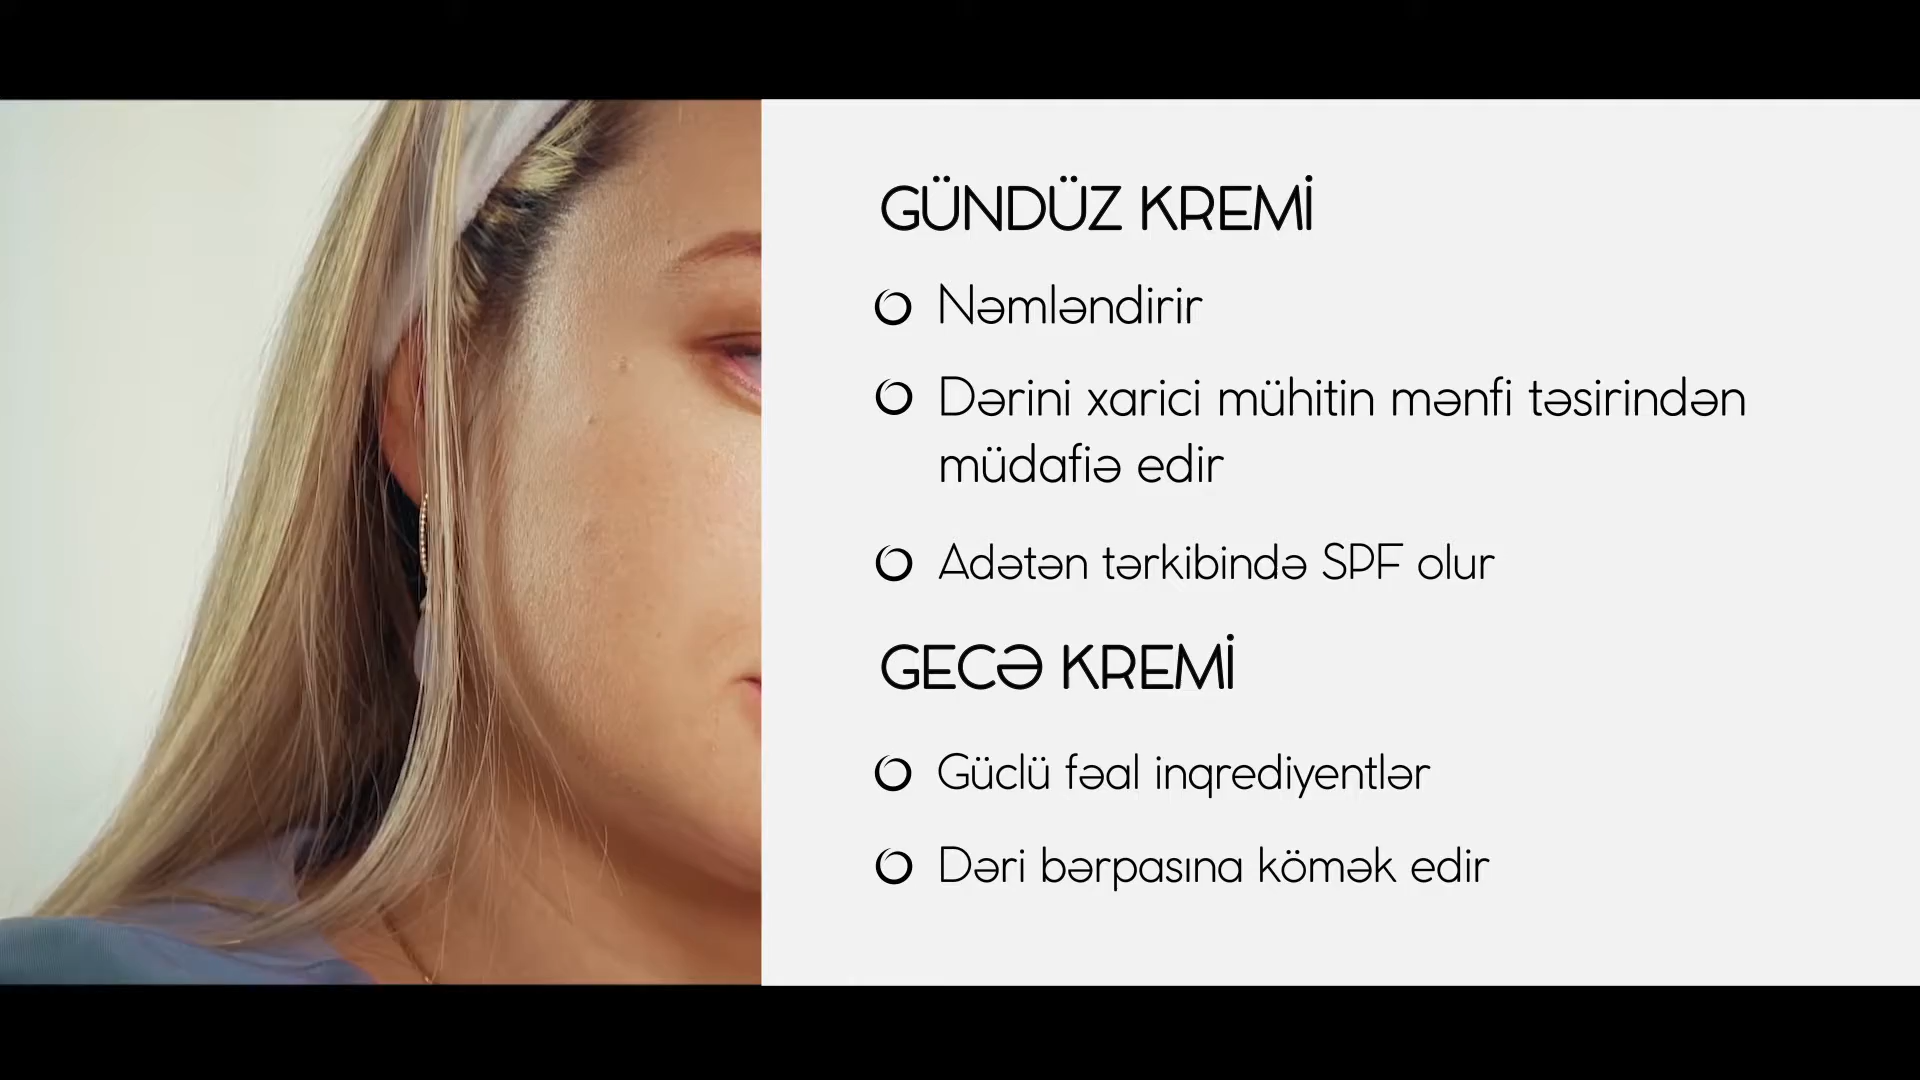 GÜNDÜZ KREMİ
Nəmləndirir
Dərini xarici mühitin mənfi təsirindən
müdafiə edir
Adətən tərkibində SPF olur
GECƏ KREMİ
Güclü fəal inqrediyentlər
Dəri bərpasına kömək edir